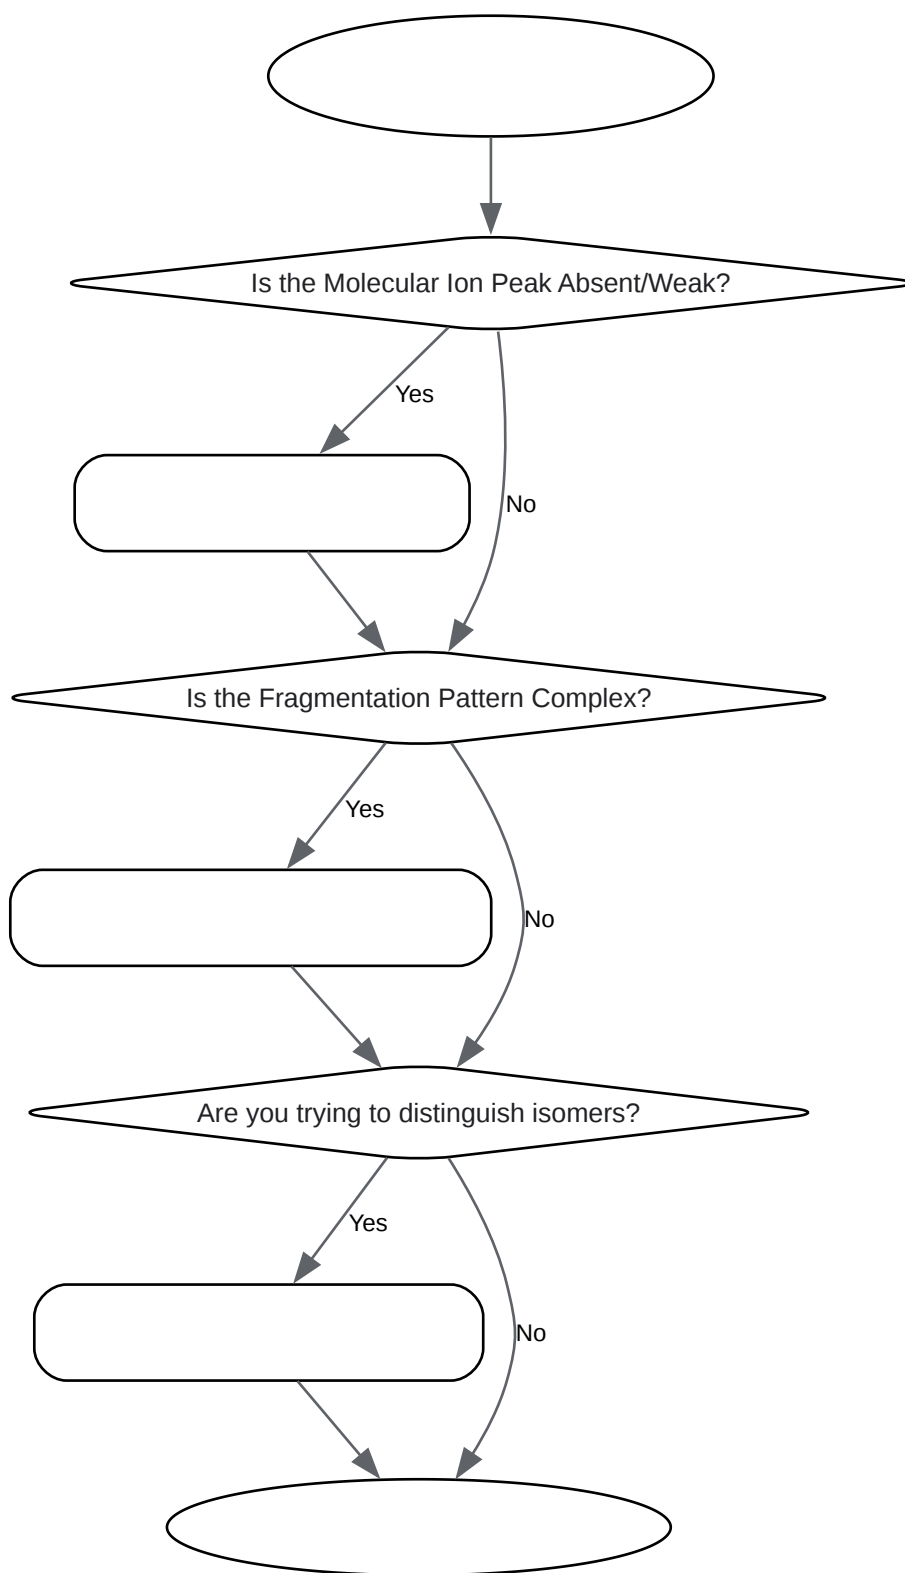 Is the Molecular Ion Peak Absent/Weak?
Yes
No
Is the Fragmentation Pattern Complex?
Yes
No
Are you trying to distinguish isomers?
Yes
No